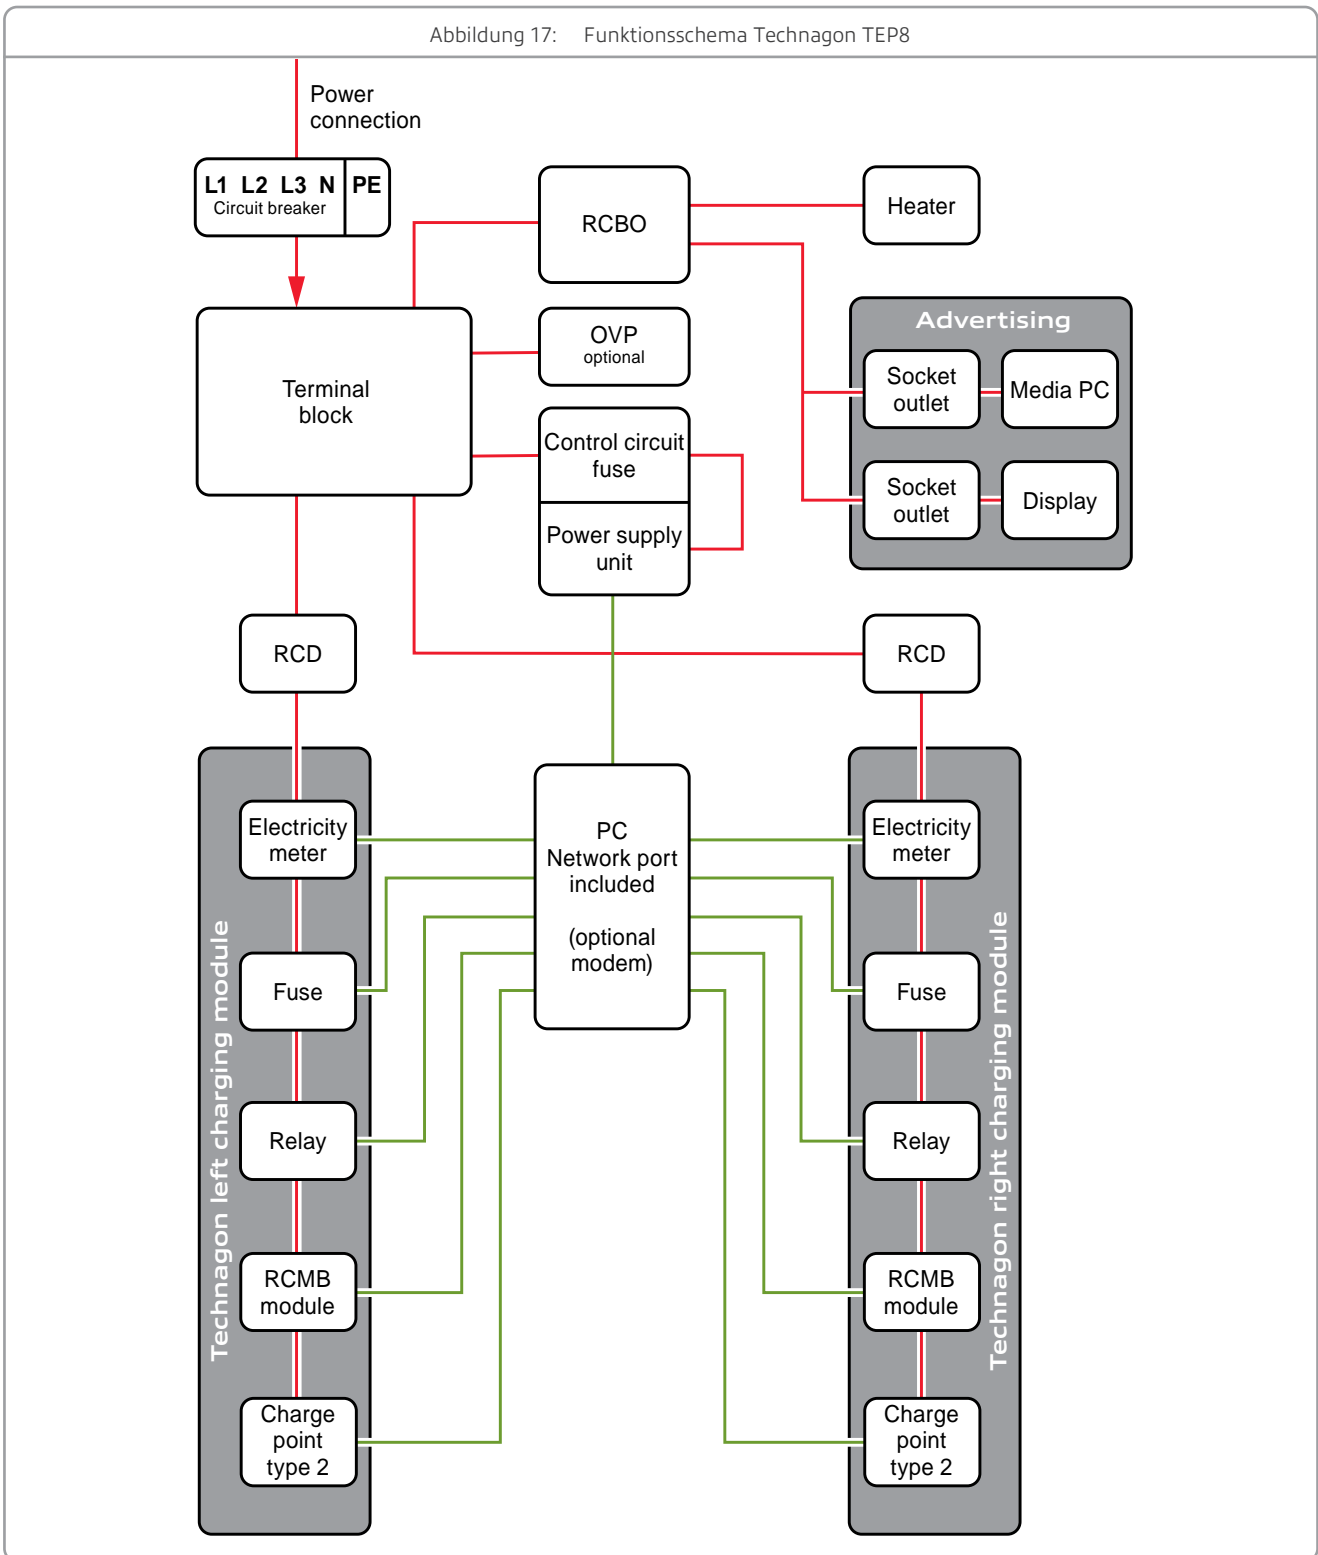 Abbildung 17: Funktionsschema Technagon TEP8
Power
connection
L1 L2 L3 N PE
Circuit breaker
RCBO
Heater
Terminal
block
OVP
optional
Control circuit
fuse
Power supply
unit
Advertising
Socket
outlet
Media PC
Socket
outlet
Display
RCD
RCD
Technagon left charging module
Electricity
meter
Fuse
Relay
RCMB
module
Charge
point
type 2
PC
Network port
included
(optional
modem)
Technagon right charging module
Electricity
meter
Fuse
Relay
RCMB
module
Charge
point
type 2